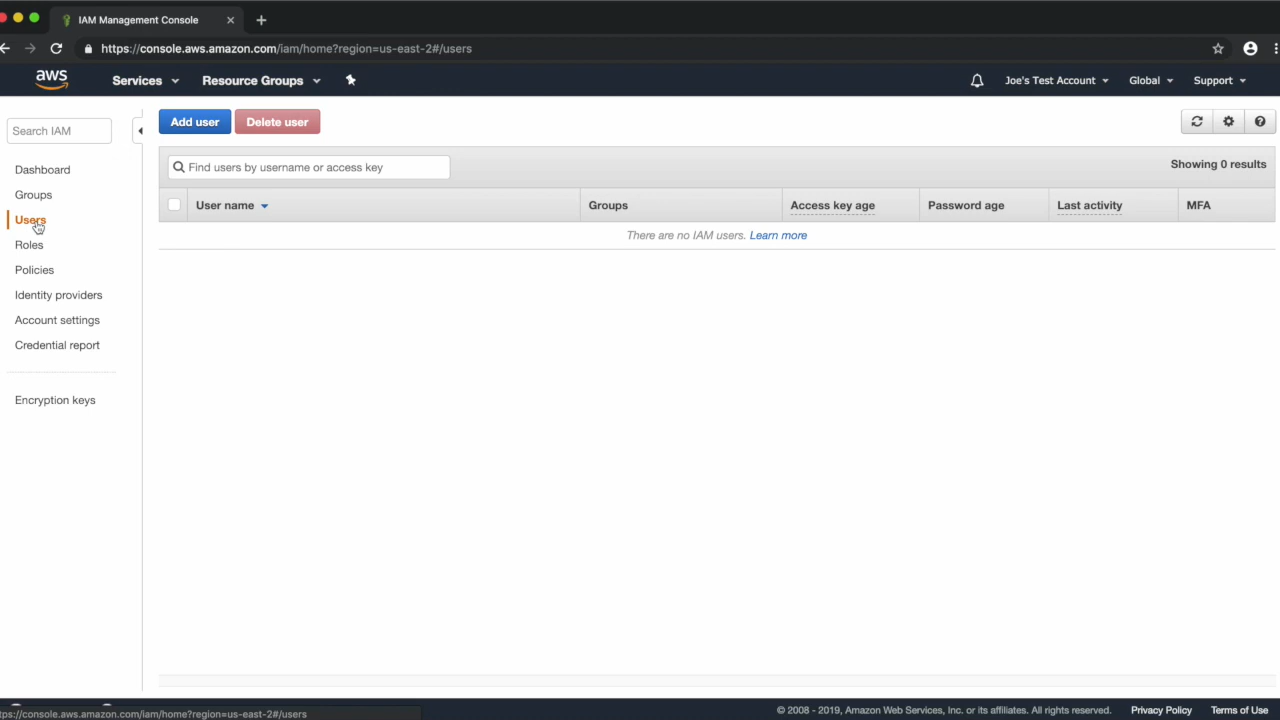 IAM Management Console
https://console.aws.amazon.com/iam/home?region=us-east-2#/users
aws
Services
Resource Groups
Joe's Test Account
Global
Support
Search IAM
Add user
Delete user
Dashboard
Groups
Users
Roles
Policies
Identity providers
Account settings
Credential report
Encryption keys
Find users by username or access key
Showing 0 results
User name
Groups
Access key age
Password age
Last activity
MFA
There are no IAM users. Learn more
tps://console.aws.amazon.com/iam/home?region=us-east-2#/users
© 2008 - 2019, Amazon Web Services, Inc. or its affiliates. All rights reserved.
Privacy Policy
Terms of Use